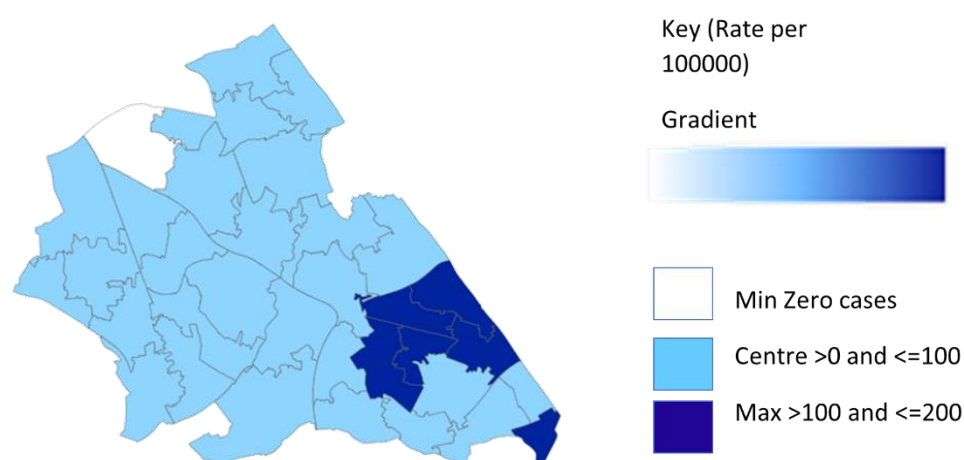 Key (Rate per
100000)
Gradient
Min Zero cases
Centre >0 and <=100
Max >100 and <=200